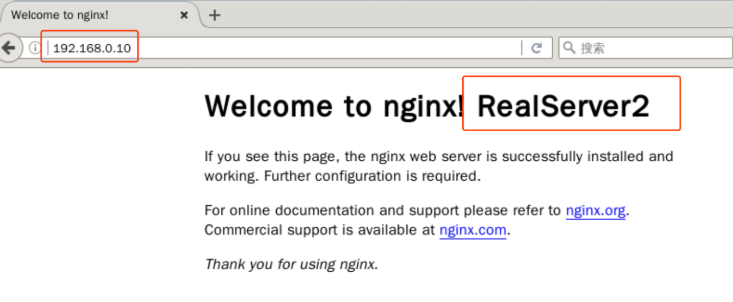 Welcome to nginx!
192.168.0.10
搜索
Welcome to nginx! RealServer2
If you see this page, the nginx web server is successfully installed and
working. Further configuration is required.
For online documentation and support please refer to nginx.org.
Commercial support is available at nginx.com.
Thank you for using nginx.